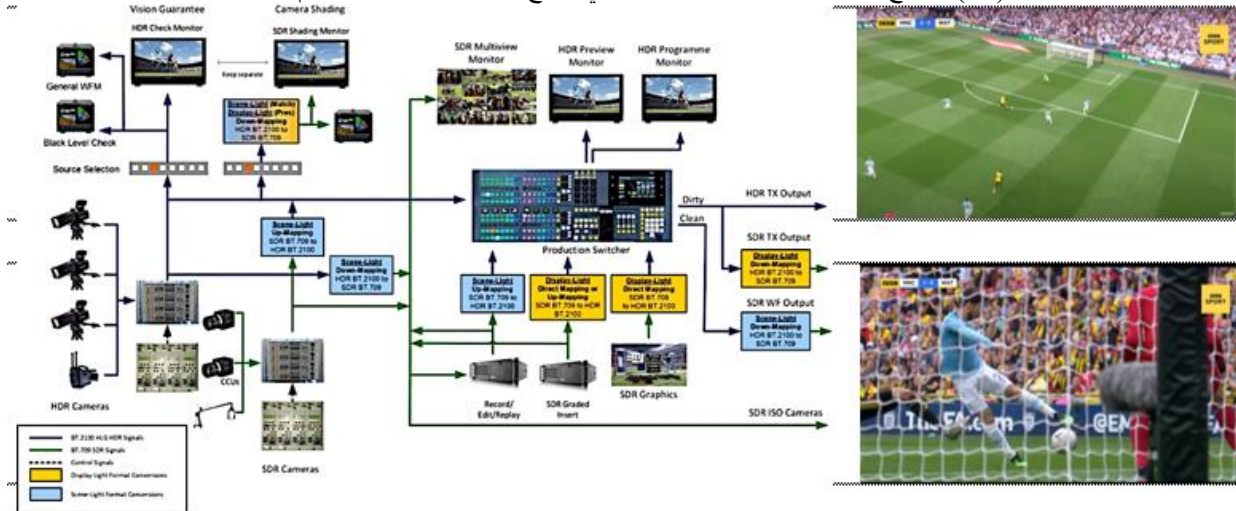 Vision Guarantee
HDR Check Monitor
Camera Shading
SDR Shading Monitor
Keep separate
General WFM
Black Level Check
Source Selection
Scene-Light (Match)
Display-Light (Pres)
Down-Mapping
HDR BT.2100 to
SDR BT.709
SDR Multiview
Monitor
HDR Preview
Monitor
HDR Programme
Monitor
Production Switcher
Dirty
Clean
HDR TX Output
SDR TX Output
Display-Light
Down-Mapping
HDR BT.2100 to
SDR BT.709
SDR WF Output
Scene-Light
Down-Mapping
HDR BT.2100 to
SDR BT.709
SDR ISO Cameras
Scene-Light
Up-Mapping
SDR BT.709 to
HDR BT.2100
Scene-Light
Down-Mapping
HDR BT.2100 to
SDR BT.709
Scene-Light
Up-Mapping
SDR BT.709 to
HDR BT.2100
Display-Light
Direct Mapping or
Up-Mapping
SDR BT.709 to HDR
BT.2100
Display-Light
Direct Mapping
SDR BT.709
to HDR BT.2100
Record/
Edit/Replay
SDR Graded
Insert
SDR Graphics
HDR Cameras
CCUs
SDR Cameras
BT.2100 HLG HDR Signals
BT.709 SDR Signals
Control Signals
Display Light Format Conversions
Scene-Light Format Conversions
BBC
SPORT
WAT
BBC
SPORT
WAT
TheFA.com
@EM